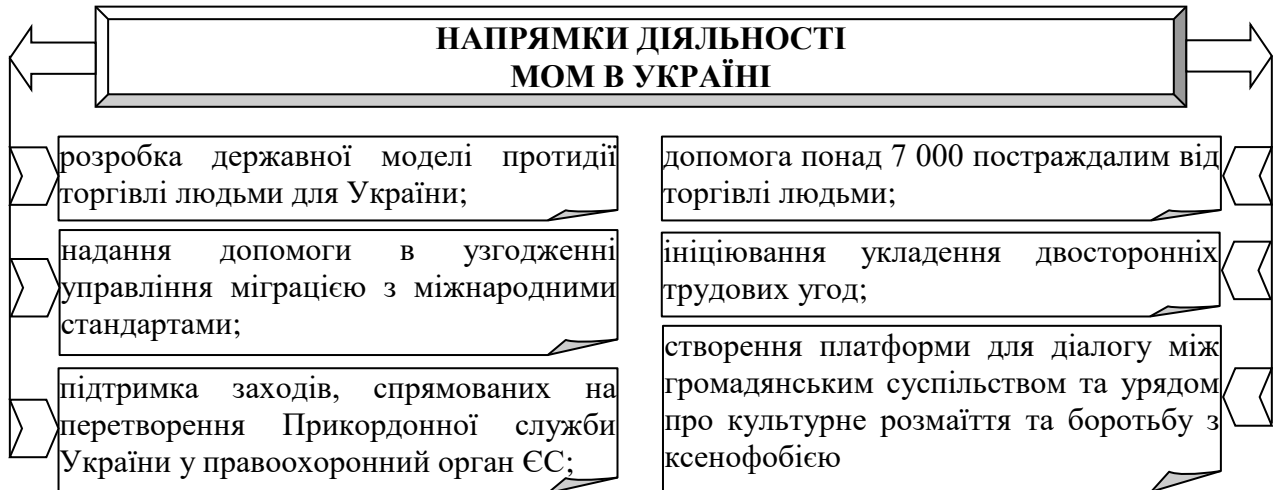 НАПРЯМКИ ДІЯЛЬНОСТІ
МОМ В УКРАЇНІ
розробка державної моделі протидії
торгівлі людьми для України;
надання допомоги в узгодженні
управління міграцією з міжнародними
стандартами;
підтримка заходів, спрямованих на
перетворення Прикордонної служби
України у правоохоронний орган ЄС;
допомога понад 7 000 постраждалим від
торгівлі людьми;
ініціювання укладення двосторонніх
трудових угод;
створення платформи для діалогу між
громадянським суспільством та урядом
про культурне розмаїття та боротьбу з
ксенофобією